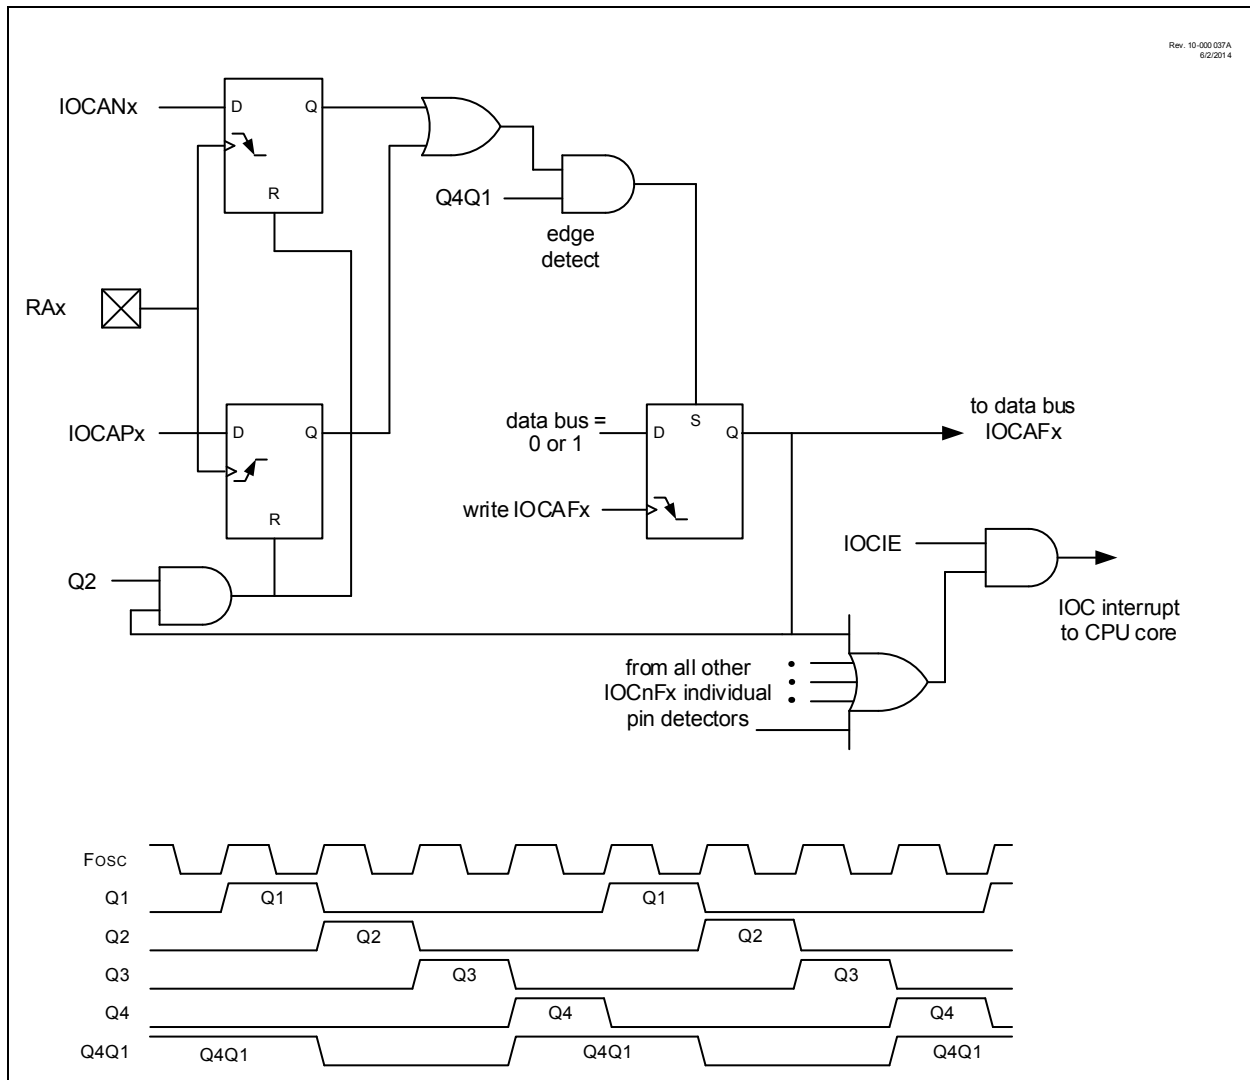 Rev. 10-000 037A
6/2/2014
IOCANx
D
Q
R
Q4Q1
edge
detect
RAx
IOCAPx
D
Q
R
data bus =
0 or 1
D
S
Q
to data bus
IOCAFx
write IOCAFx
IOCIE
Q2
IOC interrupt
to CPU core
from all other
IOCnFx individual
pin detectors
FOSC
Q1
Q1
Q1
Q2
Q2
Q2
Q3
Q3
Q3
Q4
Q4
Q4
Q4Q1
Q4Q1
Q4Q1
Q4Q1